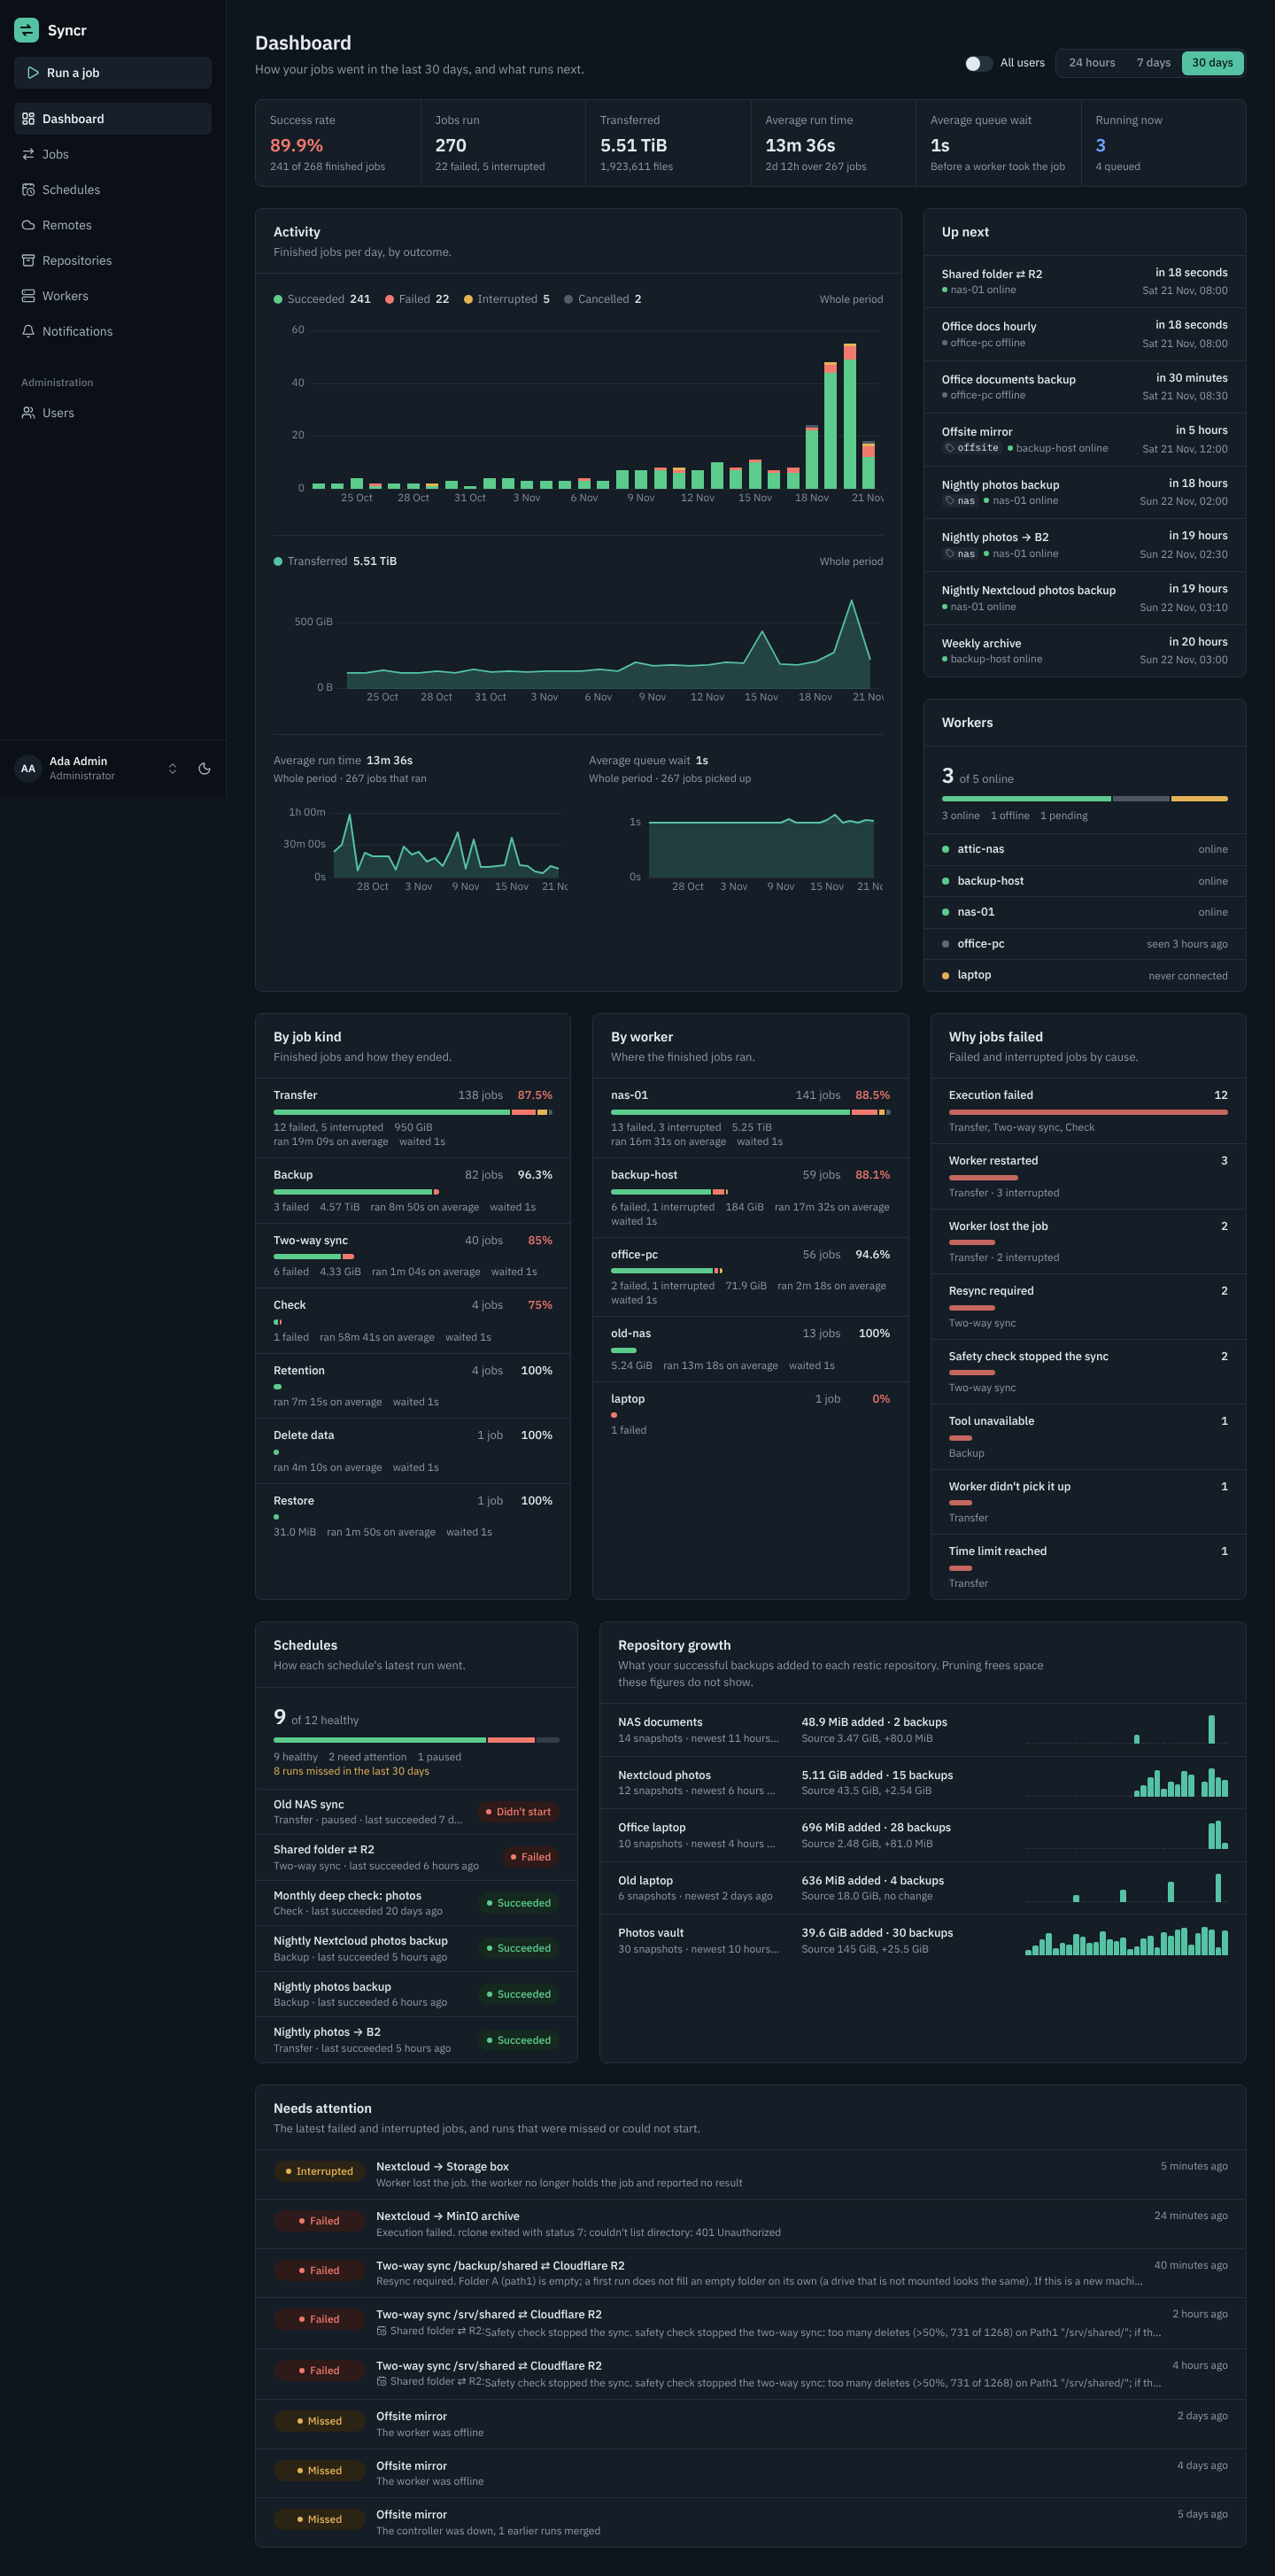 Syncr
Run a job
Dashboard
Jobs
Schedules
Remotes
Repositories
Workers
Notifications
Administration
Users
AA
Ada Admin
Administrator
Dashboard
How your jobs went in the last 30 days, and what runs next.
All users
24 hours
7 days
30 days
Success rate
89.9%
241 of 268 finished jobs
Jobs run
270
22 failed, 5 interrupted
Transferred
5.51 TiB
1,923,611 files
Average run time
13m 36s
2d 12h over 267 jobs
Average queue wait
1s
Before a worker took the job
Running now
3
4 queued
Activity
Finished jobs per day, by outcome.
Succeeded 241 Failed 22 Interrupted 5 Cancelled 2 Whole period
60
40
20
0
25 Oct 28 Oct 31 Oct 3 Nov 6 Nov 9 Nov 12 Nov 15 Nov 18 Nov 21 Nov
Transferred 5.51 TiB Whole period
500 GiB
0 B
25 Oct 28 Oct 31 Oct 3 Nov 6 Nov 9 Nov 12 Nov 15 Nov 18 Nov 21 Nov
Average run time 13m 36s
Whole period · 267 jobs that ran
1h 00m
30m 00s
0s
28 Oct 3 Nov 9 Nov 15 Nov 21 Nc
Average queue wait 1s
Whole period · 267 jobs picked up
1s
0s
28 Oct 3 Nov 9 Nov 15 Nov 21 Nc
Up next
Shared folder ⇄ R2 in 18 seconds
nas-01 online Sat 21 Nov, 08:00
Office docs hourly in 18 seconds
office-pc offline Sat 21 Nov, 08:00
Office documents backup in 30 minutes
office-pc offline Sat 21 Nov, 08:30
Offsite mirror in 5 hours
offsite backup-host online Sat 21 Nov, 12:00
Nightly photos backup in 18 hours
nas nas-01 online Sun 22 Nov, 02:00
Nightly photos → B2 in 19 hours
nas nas-01 online Sun 22 Nov, 02:30
Nightly Nextcloud photos backup in 19 hours
nas-01 online Sun 22 Nov, 03:10
Weekly archive in 20 hours
backup-host online Sun 22 Nov, 03:00
Workers
3 of 5 online
3 online 1 offline 1 pending
attic-nas online
backup-host online
nas-01 online
office-pc seen 3 hours ago
laptop never connected
By job kind
Finished jobs and how they ended.
Transfer 138 jobs 87.5%
12 failed, 5 interrupted 950 GiB
ran 19m 09s on average waited 1s
Backup 82 jobs 96.3%
3 failed 4.57 TiB ran 8m 50s on average waited 1s
Two-way sync 40 jobs 85%
6 failed 4.33 GiB ran 1m 04s on average waited 1s
Check 4 jobs 75%
1 failed ran 58m 41s on average waited 1s
Retention 4 jobs 100%
ran 7m 15s on average waited 1s
Delete data 1 job 100%
ran 4m 10s on average waited 1s
Restore 1 job 100%
31.0 MiB ran 1m 50s on average waited 1s
By worker
Where the finished jobs ran.
nas-01 141 jobs 88.5%
13 failed, 3 interrupted 5.25 TiB
ran 16m 31s on average waited 1s
backup-host 59 jobs 88.1%
6 failed, 1 interrupted 184 GiB ran 17m 32s on average
waited 1s
office-pc 56 jobs 94.6%
2 failed, 1 interrupted 71.9 GiB ran 2m 18s on average
waited 1s
old-nas 13 jobs 100%
5.24 GiB ran 13m 18s on average waited 1s
laptop 1 job 0%
1 failed
Why jobs failed
Failed and interrupted jobs by cause.
Execution failed 12
Transfer, Two-way sync, Check
Worker restarted 3
Transfer · 3 interrupted
Worker lost the job 2
Transfer · 2 interrupted
Resync required 2
Two-way sync
Safety check stopped the sync 2
Two-way sync
Tool unavailable 1
Backup
Worker didn't pick it up 1
Transfer
Time limit reached 1
Transfer
Schedules
How each schedule's latest run went.
9 of 12 healthy
9 healthy 2 need attention 1 paused
8 runs missed in the last 30 days
Old NAS sync Didn't start
Transfer · paused · last succeeded 7 d...
Shared folder ⇄ R2 Failed
Two-way sync · last succeeded 6 hours ago
Monthly deep check: photos Succeeded
Check · last succeeded 20 days ago
Nightly Nextcloud photos backup Succeeded
Backup · last succeeded 5 hours ago
Nightly photos backup Succeeded
Backup · last succeeded 6 hours ago
Nightly photos → B2 Succeeded
Transfer · last succeeded 5 hours ago
Repository growth
What your successful backups added to each restic repository. Pruning frees space
these figures do not show.
NAS documents 48.9 MiB added · 2 backups
14 snapshots · newest 11 hours... Source 3.47 GiB, +80.0 MiB
Nextcloud photos 5.11 GiB added · 15 backups
12 snapshots · newest 6 hours ... Source 43.5 GiB, +2.54 GiB
Office laptop 696 MiB added · 28 backups
10 snapshots · newest 4 hours ... Source 2.48 GiB, +81.0 MiB
Old laptop 636 MiB added · 4 backups
6 snapshots · newest 2 days ago Source 18.0 GiB, no change
Photos vault 39.6 GiB added · 30 backups
30 snapshots · newest 10 hours... Source 145 GiB, +25.5 GiB
Needs attention
The latest failed and interrupted jobs, and runs that were missed or could not start.
Interrupted Nextcloud → Storage box 5 minutes ago
Worker lost the job. the worker no longer holds the job and reported no result
Failed Nextcloud → MinIO archive 24 minutes ago
Execution failed. rclone exited with status 7: couldn't list directory: 401 Unauthorized
Failed Two-way sync /backup/shared ⇄ Cloudflare R2 40 minutes ago
Resync required. Folder A (path1) is empty; a first run does not fill an empty folder on its own (a drive that is not mounted looks the same). If this is a new machi...
Failed Two-way sync /srv/shared ⇄ Cloudflare R2 2 hours ago
Shared folder ⇄ R2:Safety check stopped the sync. safety check stopped the two-way sync: too many deletes (>50%, 731 of 1268) on Path1 "/srv/shared/"; if th...
Failed Two-way sync /srv/shared ⇄ Cloudflare R2 4 hours ago
Shared folder ⇄ R2:Safety check stopped the sync. safety check stopped the two-way sync: too many deletes (>50%, 731 of 1268) on Path1 "/srv/shared/"; if th...
Missed Offsite mirror 2 days ago
The worker was offline
Missed Offsite mirror 4 days ago
The worker was offline
Missed Offsite mirror 5 days ago
The controller was down, 1 earlier runs merged